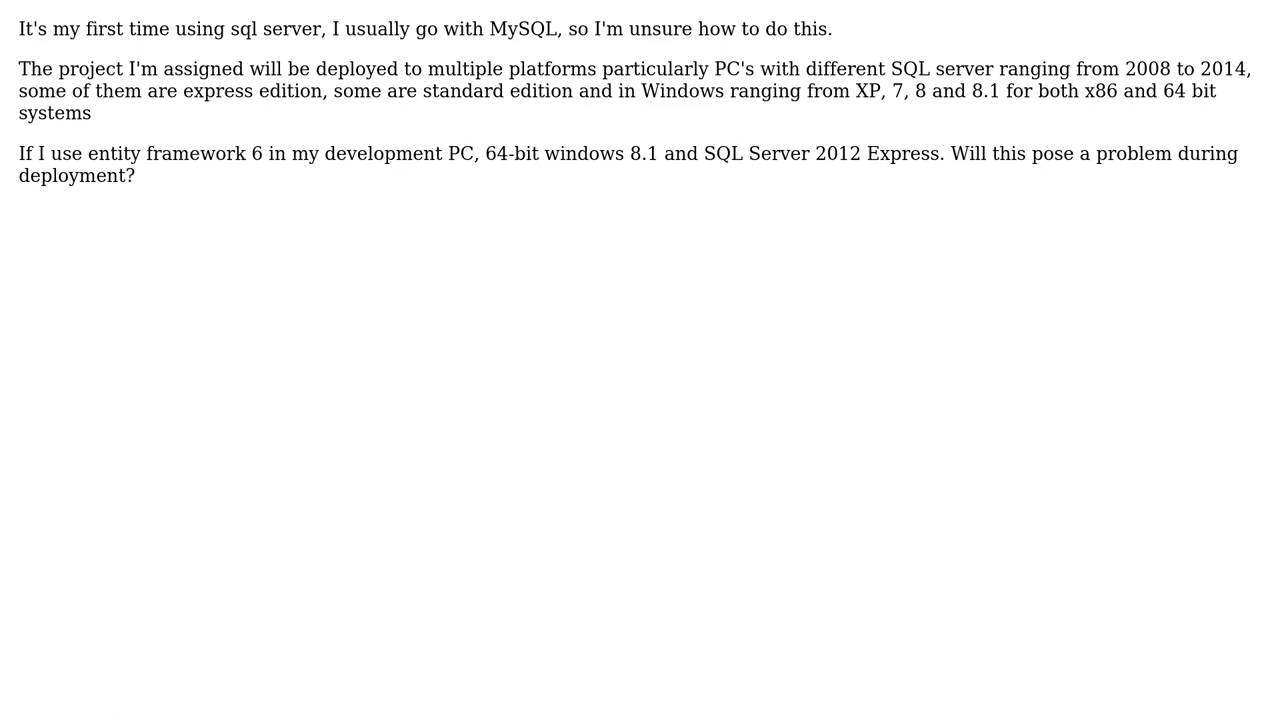 It's my first time using sql server, I usually go with MySQL, so I'm unsure how to do this.
The project I'm assigned will be deployed to multiple platforms particularly PC's with different SQL server ranging from 2008 to 2014,
some of them are express edition, some are standard edition and in Windows ranging from XP, 7, 8 and 8.1 for both x86 and 64 bit
systems
If I use entity framework 6 in my development PC, 64-bit windows 8.1 and SQL Server 2012 Express. Will this pose a problem during
deployment?